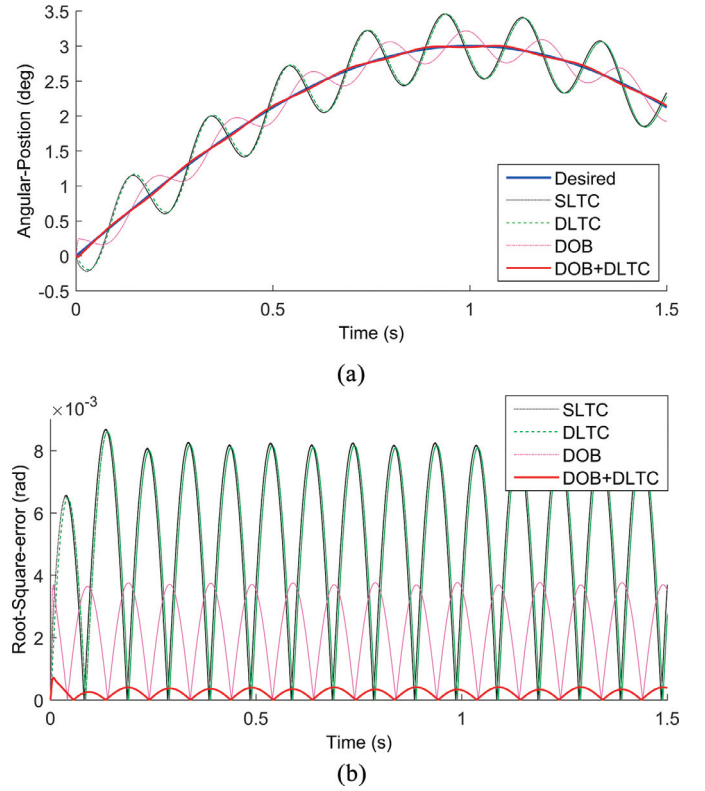 3.5
3
2.5
2
1.5
1
0.5
0
-0.5
Angular-Postion (deg)
Desired
SLTC
DLTC
DOB
DOB+DLTC
0
0.5
1
1.5
Time (s)
(a)
×10⁻³
8
6
4
2
0
Root-Square-error (rad)
SLTC
DLTC
DOB
DOB+DLTC
0
0.5
1
1.5
Time (s)
(b)